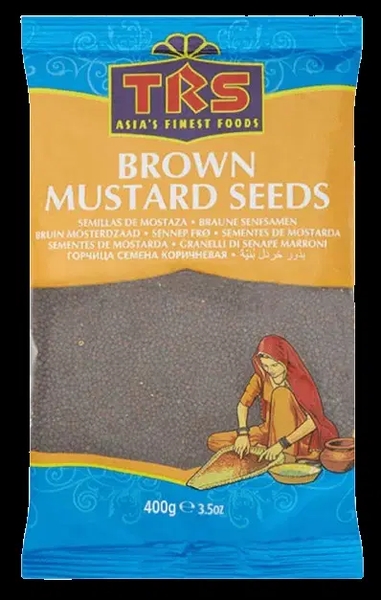 TRS
ASIA'S FINEST FOODS
BROWN
MUSTARD SEEDS
SEMILLAS DE MOSTAZA • BRAUNE SENFSAMEN
BRUIN MOSTERDZAAD • SENNEP FRØ • SEMENTES DE MOSTARDA
SEMENTES DE MOSTARDA • GRANELLI DI SENAPE MARRONI
ГОРЧИЦА СЕМЕНА КОРИЧНЕВАЯ • بذور خردل بنيّة
400g ℮ 3.5oz